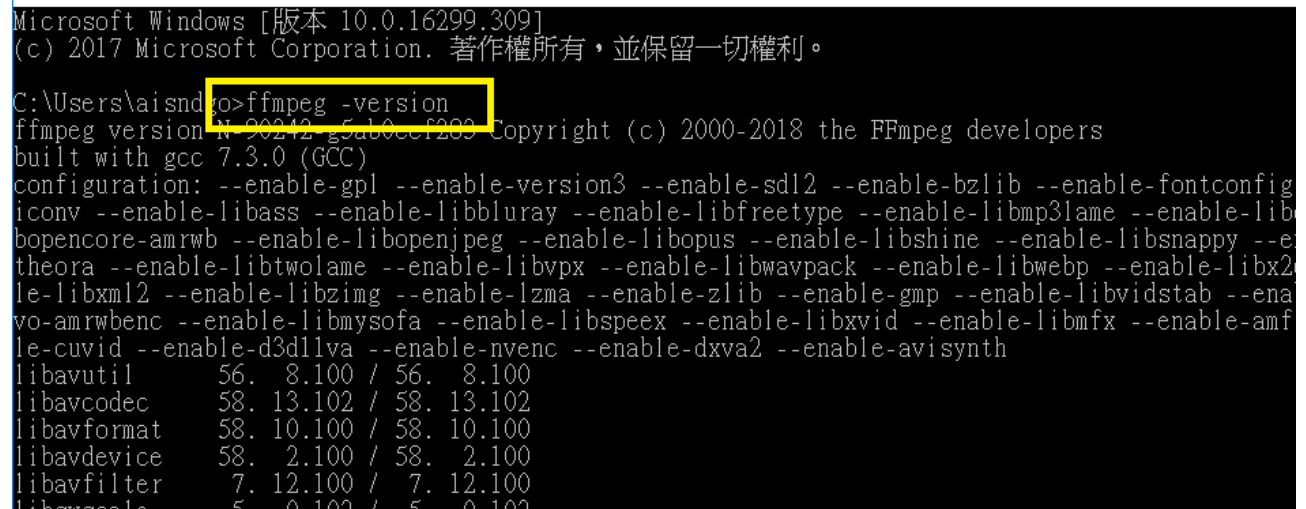 Microsoft Windows [版本 10.0.16299.309]
(c) 2017 Microsoft Corporation. 著作權所有，並保留一切權利。
C:\Users\aisndgo>ffmpeg -version
ffmpeg version Copyright (c) 2000-2018 the FFmpeg developers
built with gcc 7.3.0 (GCC)
configuration: --enable-gpl --enable-version3 --enable-sdl2 --enable-bzlib --enable-fontconfig
iconv --enable-libass --enable-libbluray --enable-libfreetype --enable-libmp3lame
bopencore-amrwb --enable-libopenjpeg --enable-libopus --enable-libshine --enable-libsnappy
theora --enable-libtwolame --enable-libvpx --enable-libwavpack --enable-libwebp
le-libxml2 --enable-libzimg --enable-lzma --enable-zlib --enable-gmp --enable-libvidstab
vo-amrwbenc --enable-libmysofa --enable-libspeex --enable-libxvid --enable-libmfx --enable-amf
le-cuvid --enable-d3d11va --enable-nvenc --enable-dxva2 --enable-avisynth
libavutil 56. 8.100 / 56. 8.100
libavcodec 58. 13.102 / 58. 13.102
libavformat 58. 10.100 / 58. 10.100
libavdevice 58. 2.100 / 58. 2.100
libavfilter 7. 12.100 / 7. 12.100